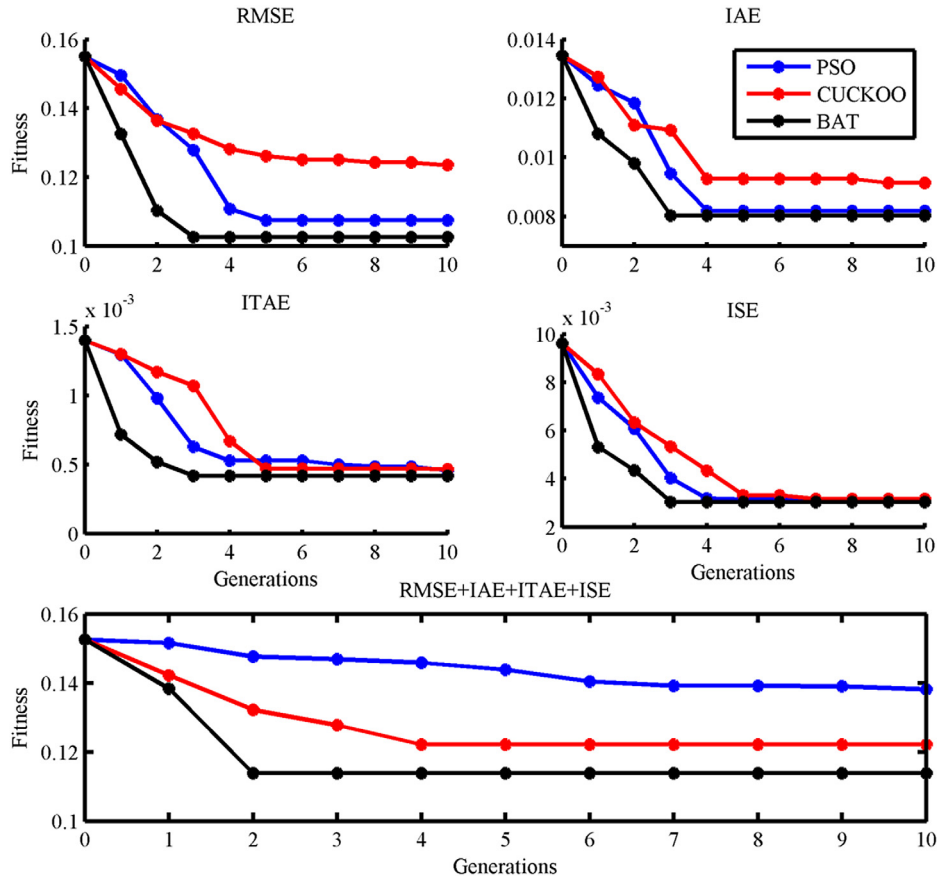 RMSE
IAE
0.16
0.14
0.12
0.1
Fitness
0 2 4 6 8 10
0.014
0.012
0.01
0.008
0 2 4 6 8 10
PSO
CUCKOO
BAT
ITAE
ISE
x 10-3
1.5
1
0.5
0
Fitness
0 2 4 6 8 10
Generations
x 10-3
10
8
6
4
2
0 2 4 6 8 10
Generations
RMSE+IAE+ITAE+ISE
0.16
0.14
0.12
0.1
Fitness
0 1 2 3 4 5 6 7 8 9 10
Generations